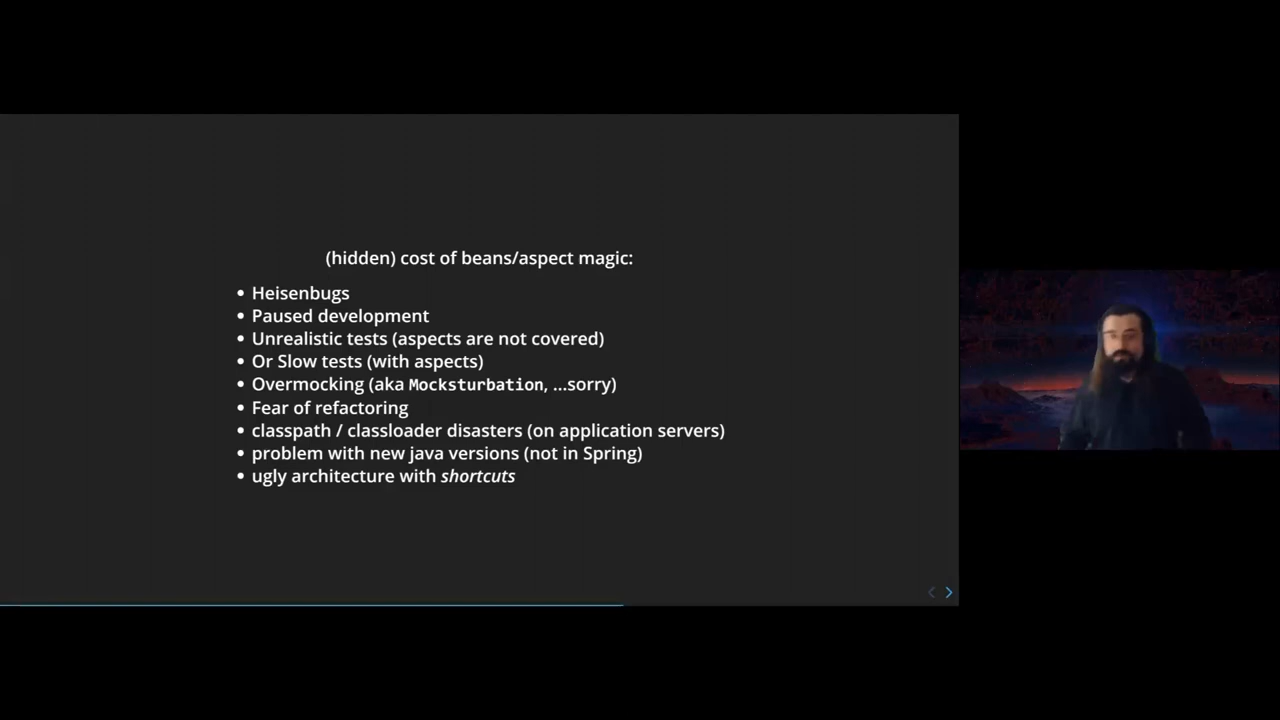 (hidden) cost of beans/aspect magic:
• Heisenbugs
• Paused development
• Unrealistic tests (aspects are not covered)
• Or Slow tests (with aspects)
• Overmocking (aka Mocksturbation, ...sorry)
• Fear of refactoring
• classpath / classloader disasters (on application servers)
• problem with new java versions (not in Spring)
• ugly architecture with shortcuts